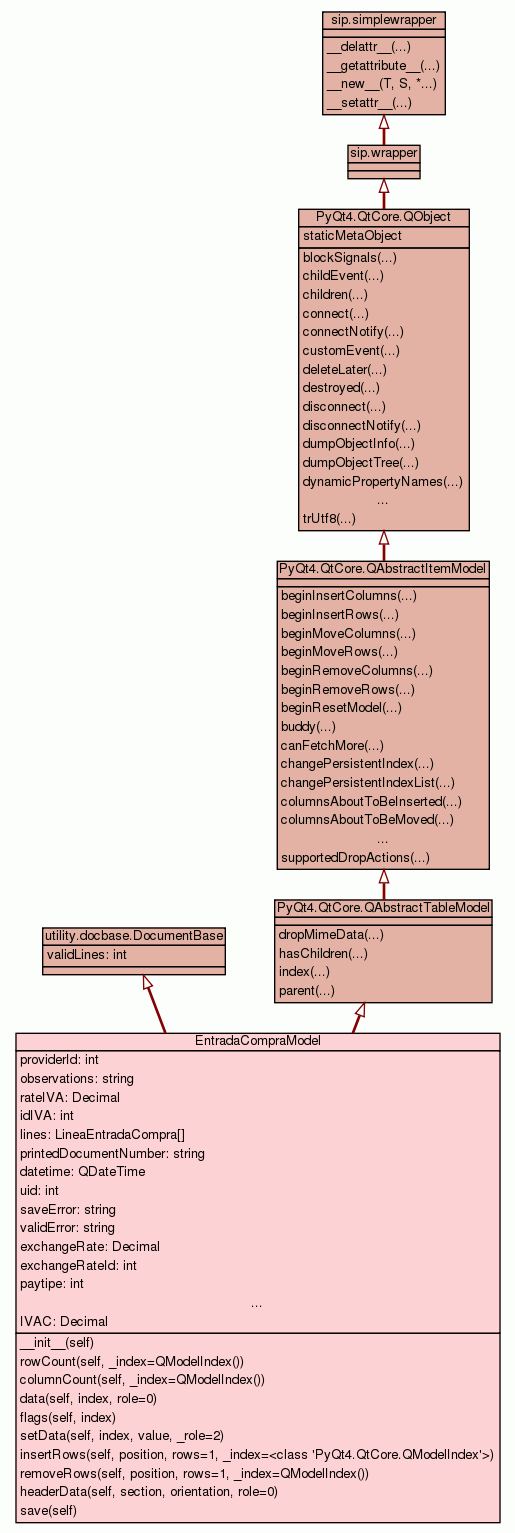 sip.simplewrapper
__delattr__(...)
__getattribute__(...)
__new__(T, S, *...)
__setattr__(...)
sip.wrapper
PyQt4.QtCore.QObject
staticMetaObject
blockSignals(...)
childEvent(...)
children(...)
connect(...)
connectNotify(...)
customEvent(...)
deleteLater(...)
destroyed(...)
disconnect(...)
disconnectNotify(...)
dumpObjectInfo(...)
dumpObjectTree(...)
dynamicPropertyNames(...)
...
trUtf8(...)
PyQt4.QtCore.QAbstractItemModel
beginInsertColumns(...)
beginInsertRows(...)
beginMoveColumns(...)
beginMoveRows(...)
beginRemoveColumns(...)
beginRemoveRows(...)
beginResetModel(...)
buddy(...)
canFetchMore(...)
changePersistentIndex(...)
changePersistentIndexList(...)
columnsAboutToBeInserted(...)
columnsAboutToBeMoved(...)
...
supportedDropActions(...)
utility.docbase.DocumentBase
validLines: int
PyQt4.QtCore.QAbstractTableModel
dropMimeData(...)
hasChildren(...)
index(...)
parent(...)
EntradaCompraModel
providerId: int
observations: string
rateIVA: Decimal
idIVA: int
lines: LineaEntradaCompra[]
printedDocumentNumber: string
datetime: QDateTime
uid: int
saveError: string
validError: string
exchangeRate: Decimal
exchangeRateId: int
paytipe: int
...
IVAC: Decimal
__init__(self)
rowCount(self, _index=QModelIndex())
columnCount(self, _index=QModelIndex())
data(self, index, role=0)
flags(self, index)
setData(self, index, value, _role=2)
insertRows(self, position, rows=1, _index=<class 'PyQt4.QtCore.QModelIndex'>)
removeRows(self, position, rows=1, _index=QModelIndex())
headerData(self, section, orientation, role=0)
save(self)